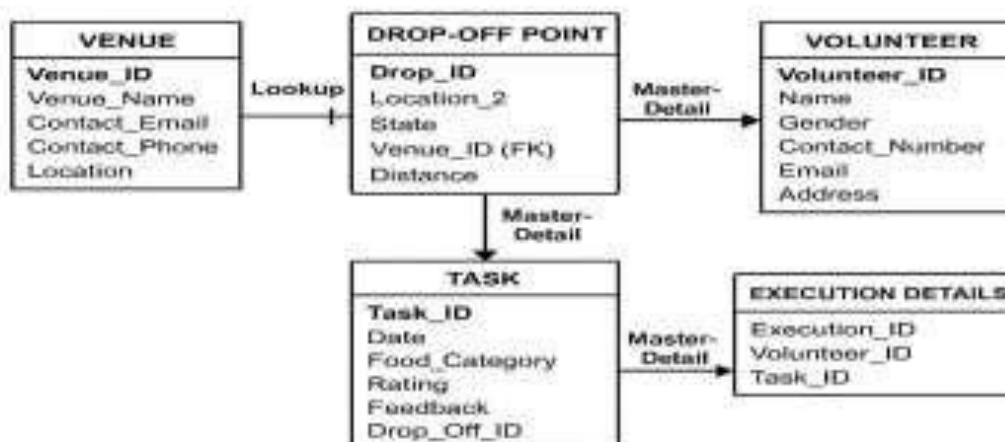 VENUE
Venue_ID
Venue_Name
Contact_Email
Contact_Phone
Location
Lookup
DROP-OFF POINT
Drop_ID
Location_2
State
Venue_ID (FK)
Distance
Master-
Detail
VOLUNTEER
Volunteer_ID
Name
Gender
Contact_Number
Email
Address
Master-
Detail
TASK
Task_ID
Date
Food_Category
Rating
Feedback
Drop_Off_ID
Master-
Detail
EXECUTION DETAILS
Execution_ID
Volunteer_ID
Task_ID